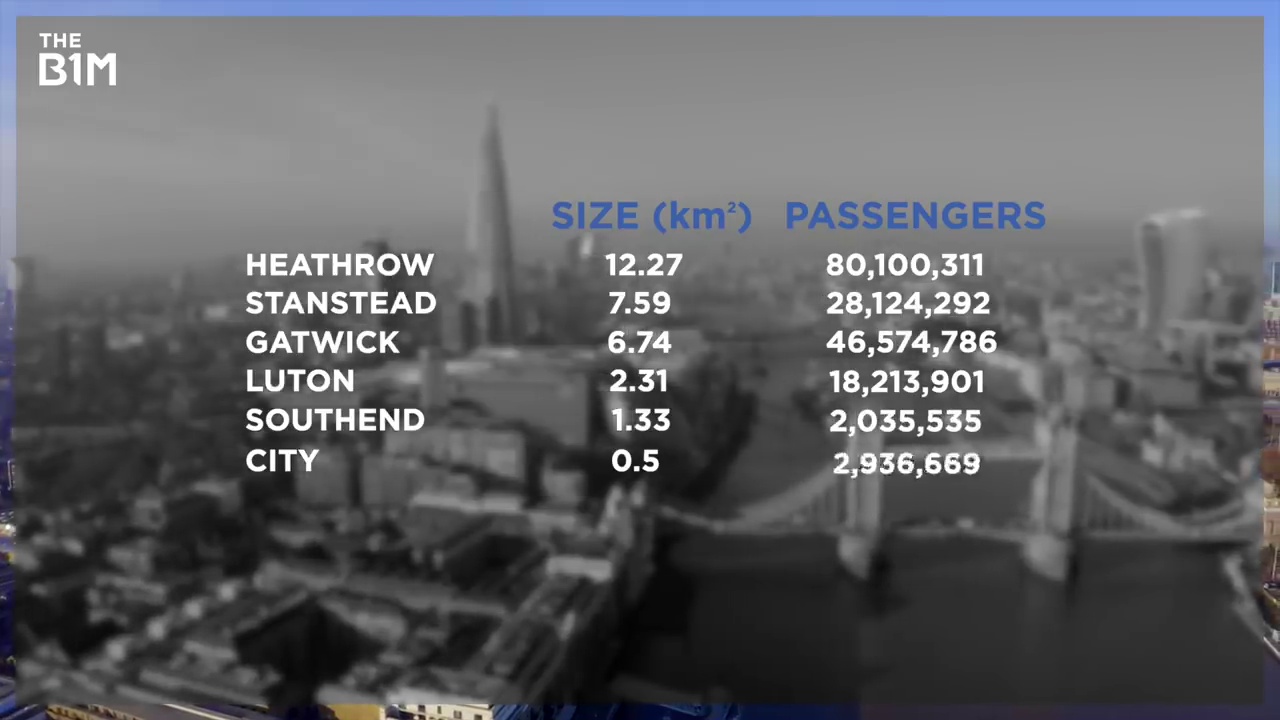 THE
B1M
SIZE (km²) PASSENGERS
HEATHROW 12.27 80,100,311
STANSTEAD 7.59 28,124,292
GATWICK 6.74 46,574,786
LUTON 2.31 18,213,901
SOUTHEND 1.33 2,035,535
CITY 0.5 2,936,669